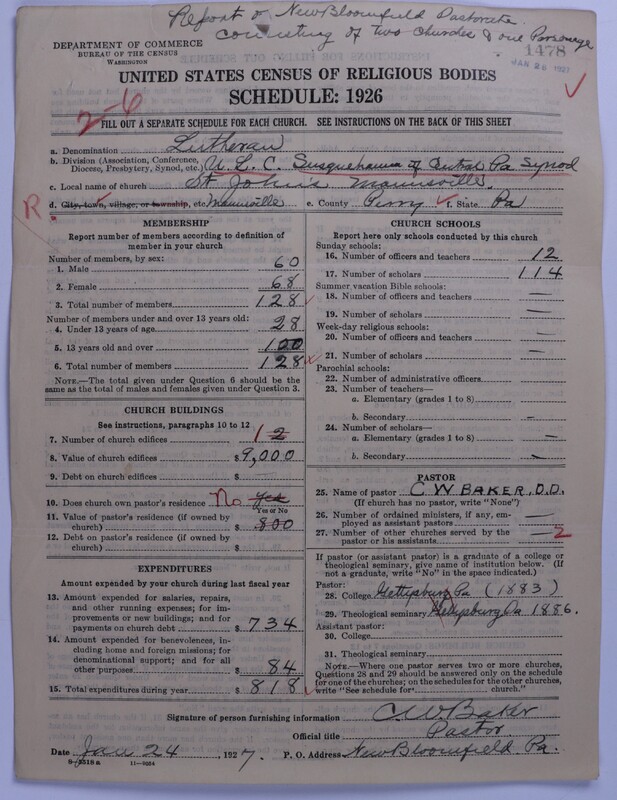 Report of New Bloomfield Pastorate
consisting of two Churches & one Parsonage
DEPARTMENT OF COMMERCE
BUREAU OF THE CENSUS
WASHINGTON
1478
JAN 26 1927
UNITED STATES CENSUS OF RELIGIOUS BODIES
SCHEDULE: 1926
2-6
FILL OUT A SEPARATE SCHEDULE FOR EACH CHURCH. SEE INSTRUCTIONS ON THE BACK OF THIS SHEET
a. Denomination Lutheran
b. Division (Association, Conference, Diocese, Presbytery, Synod, etc.) U. L. C. Susquehanna of Central Pa Synod
c. Local name of church St John's Mannsville.
R. d. City, town, village, or township, etc. Mannsville e. County Perry f. State Pa
MEMBERSHIP
Report number of members according to definition of member in your church
Number of members, by sex:
1. Male 60
2. Female 68
3. Total number of members 128
Number of members under and over 13 years old:
4. Under 13 years of age 28
5. 13 years old and over 100
6. Total number of members 128
NOTE.—The total given under Question 6 should be the same as the total of males and females given under Question 3.
CHURCH BUILDINGS
See instructions, paragraphs 10 to 12
7. Number of church edifices 1 2
8. Value of church edifices $ 9,000
9. Debt on church edifices $
10. Does church own pastor's residence? No Yes
Yes or No
11. Value of pastor's residence (if owned by church) $ 800
12. Debt on pastor's residence (if owned by church) $
EXPENDITURES
Amount expended by your church during last fiscal year
13. Amount expended for salaries, repairs, and other running expenses; for improvements or new buildings; and for payments on church debt $ 734
14. Amount expended for benevolences, including home and foreign missions; for denominational support; and for all other purposes $ 84
15. Total expenditures during year $ 818
CHURCH SCHOOLS
Report here only schools conducted by this church
Sunday schools:
16. Number of officers and teachers 12
17. Number of scholars 114
Summer vacation Bible schools:
18. Number of officers and teachers —
19. Number of scholars —
Week-day religious schools:
20. Number of officers and teachers —
21. Number of scholars —
Parochial schools:
22. Number of administrative officers
23. Number of teachers—
a. Elementary (grades 1 to 8)
b. Secondary —
24. Number of scholars—
a. Elementary (grades 1 to 8) —
b. Secondary —
PASTOR
25. Name of pastor C W BAKER, D.D.
(If church has no pastor, write "None")
26. Number of ordained ministers, if any, employed as assistant pastors —
27. Number of other churches served by the pastor or his assistants — 2
If pastor (or assistant pastor) is a graduate of a college or theological seminary, give name of institution below. (If not a graduate, write "No" in the space indicated.)
Pastor:
28. College Gettysburg Pa (1883)
29. Theological seminary Gettysburg Pa 1886.
Assistant pastor:
30. College
31. Theological seminary
NOTE.—Where one pastor serves two or more churches, Questions 28 and 29 should be answered only on the schedule for one of the churches; on the schedules for the other churches, write "See schedule for church."
Signature of person furnishing information C. W. Baker
Official title Pastor
Date Jan 24, 1927. P. O. Address New Bloomfield Pa.
8-5518a 11-9054